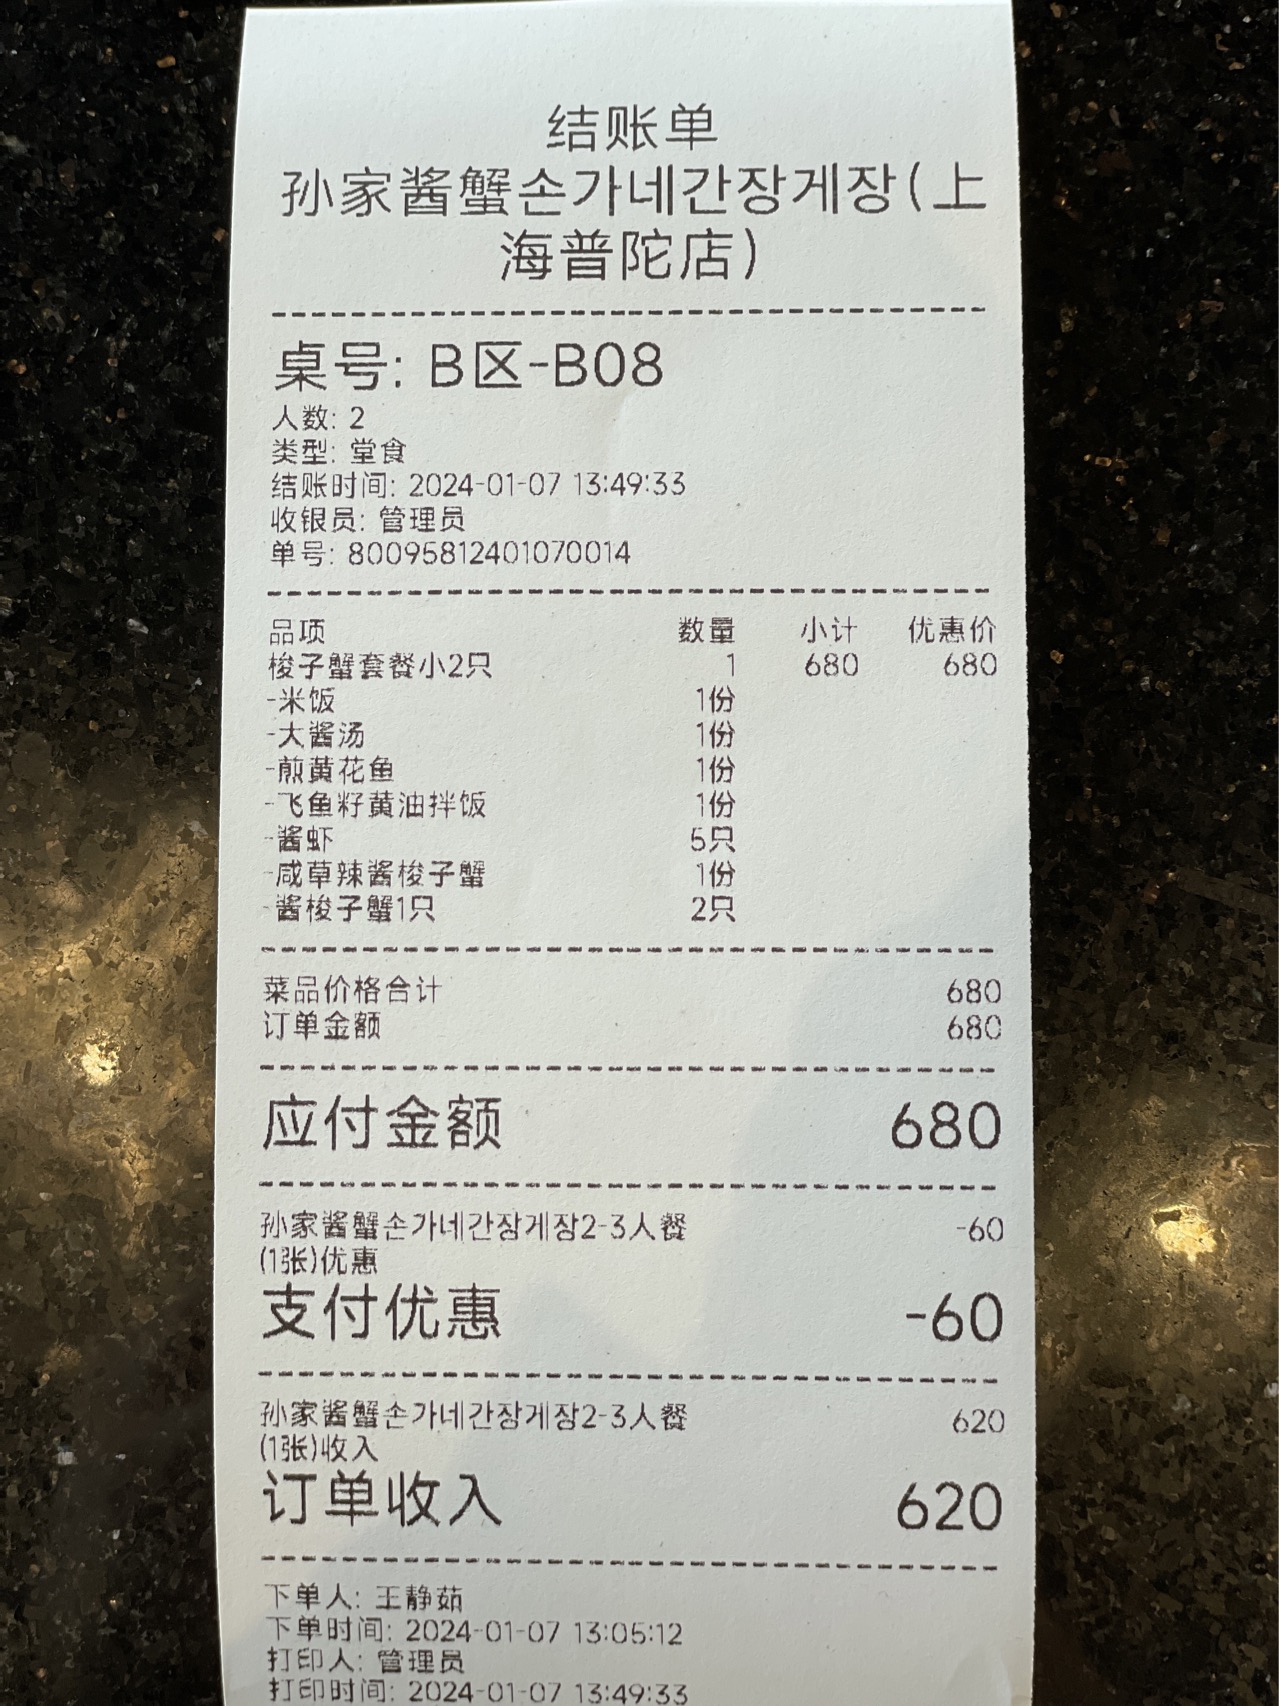 结账单
孙家酱蟹손가네간장게장(上
海普陀店)
桌号: B区-B08
人数: 2
类型: 堂食
结账时间: 2024-01-07 13:49:33
收银员: 管理员
单号: 80095812401070014
品项 数量 小计 优惠价
梭子蟹套餐小2只 1 680 680
-米饭 1份
-大酱汤 1份
-煎黄花鱼 1份
-飞鱼籽黄油拌饭 1份
-酱虾 5只
-咸草辣酱梭子蟹 1份
-酱梭子蟹1只 2只
菜品价格合计 680
订单金额 680
应付金额 680
孙家酱蟹손가네간장게장2-3人餐 -60
(1张)优惠
支付优惠 -60
孙家酱蟹손가네간장게장2-3人餐 620
(1张)收入
订单收入 620
下单人: 王静茹
下单时间: 2024-01-07 13:05:12
打印人: 管理员
打印时间: 2024-01-07 13:49:33